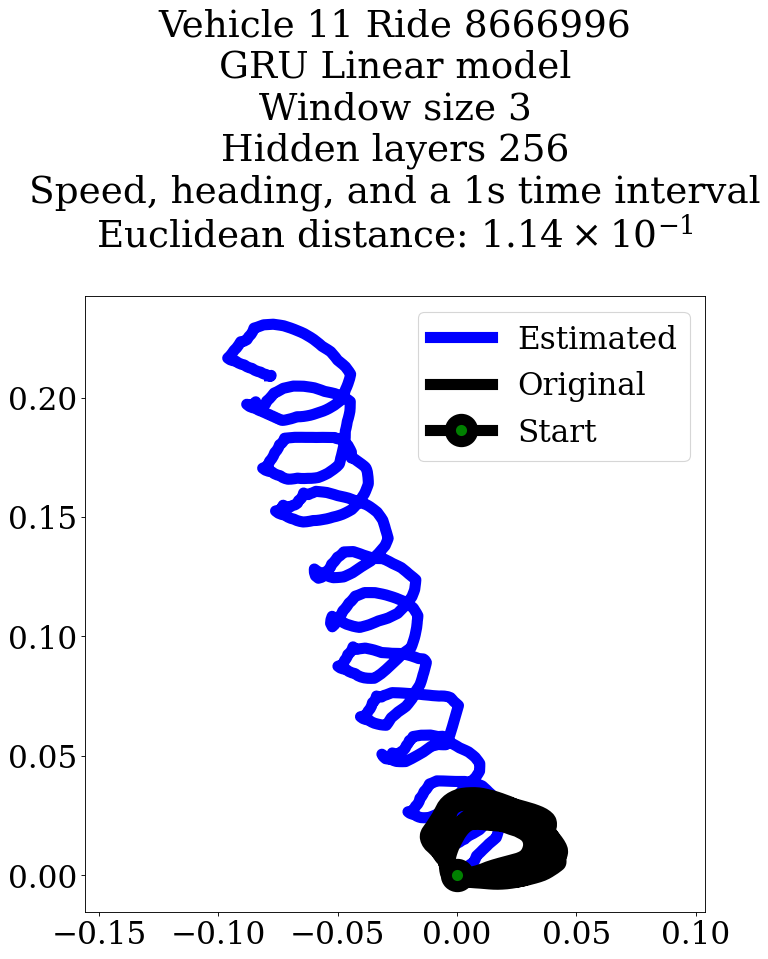 Vehicle 11 Ride 8666996
GRU Linear model
Window size 3
Hidden layers 256
Speed, heading, and a 1s time interval
Euclidean distance: 1.14 × 10⁻¹
Estimated
Original
Start
0.20
0.15
0.10
0.05
0.00
−0.15 −0.10 −0.05 0.00 0.05 0.10